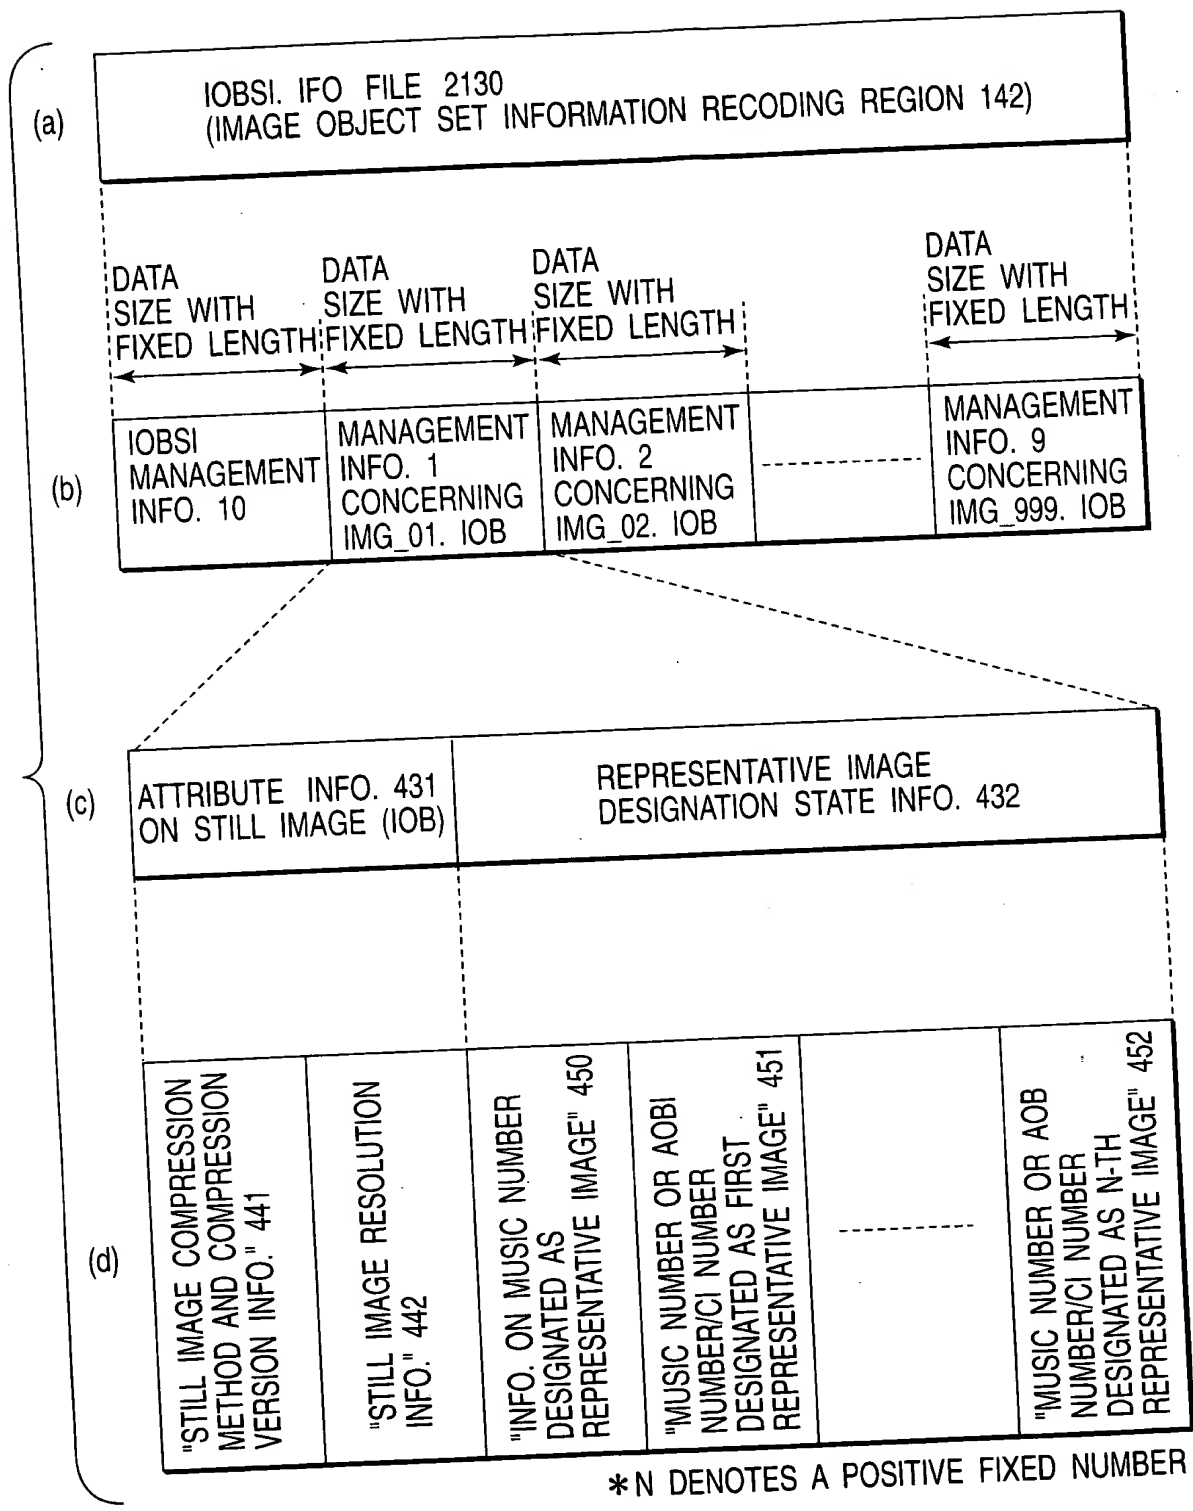 (a)
IOBSI. IFO FILE 2130
(IMAGE OBJECT SET INFORMATION RECODING REGION 142)
DATA
SIZE WITH
FIXED LENGTH
DATA
SIZE WITH
FIXED LENGTH
DATA
SIZE WITH
FIXED LENGTH
DATA
SIZE WITH
FIXED LENGTH
(b)
IOBSI
MANAGEMENT
INFO. 10
MANAGEMENT
INFO. 1
CONCERNING
IMG_01. IOB
MANAGEMENT
INFO. 2
CONCERNING
IMG_02. IOB
MANAGEMENT
INFO. 9
CONCERNING
IMG_999. IOB
(c)
ATTRIBUTE INFO. 431
ON STILL IMAGE (IOB)
REPRESENTATIVE IMAGE
DESIGNATION STATE INFO. 432
(d)
"STILL IMAGE COMPRESSION
METHOD AND COMPRESSION
VERSION INFO." 441
"STILL IMAGE RESOLUTION
INFO." 442
"INFO. ON MUSIC NUMBER
DESIGNATED AS
REPRESENTATIVE IMAGE" 450
"MUSIC NUMBER OR AOBI
NUMBER/CI NUMBER
DESIGNATED AS FIRST
REPRESENTATIVE IMAGE" 451
"MUSIC NUMBER OR AOB
NUMBER/CI NUMBER
DESIGNATED AS N-TH
REPRESENTATIVE IMAGE" 452
*N DENOTES A POSITIVE FIXED NUMBER